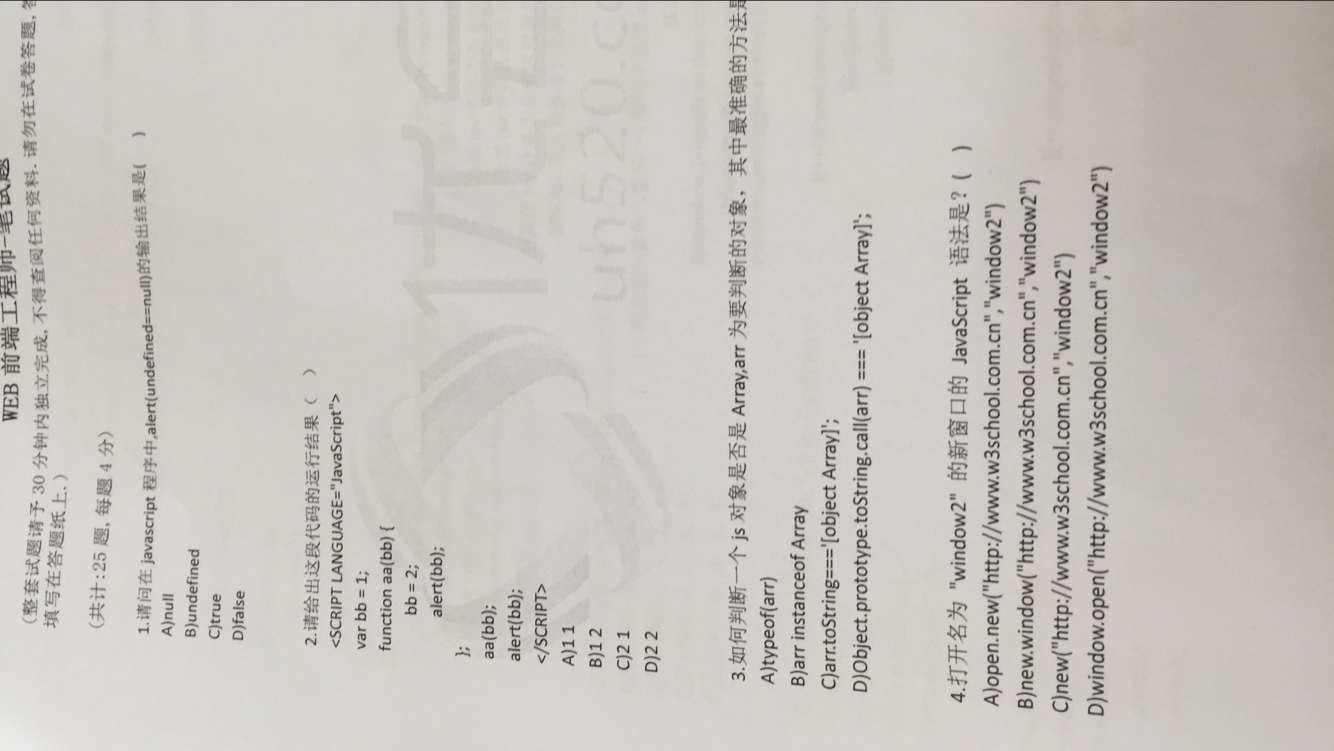 WEB 前端工程师-笔试题
(整套试题请予 30 分钟内独立完成, 不得查阅任何资料. 请勿在试卷答题, 答
填写在答题纸上. )
(共计:25 题, 每题 4 分)
1.请问在 javascript 程序中,alert(undefined==null)的输出结果是( )
A)null
B)undefined
C)true
D)false
2.请给出这段代码的运行结果（ ）
<SCRIPT LANGUAGE="JavaScript">
var bb = 1;
function aa(bb) {
bb = 2;
alert(bb);
};
aa(bb);
alert(bb);
</SCRIPT>
A)1 1
B)1 2
C)2 1
D)2 2
3.如何判断一个 js 对象是否是 Array,arr 为要判断的对象，其中最准确的方法是
A)typeof(arr)
B)arr instanceof Array
C)arr.toString==='[object Array]';
D)Object.prototype.toString.call(arr) === '[object Array]';
4.打开名为 "window2" 的新窗口的 JavaScript 语法是？( )
A)open.new("http://www.w3school.com.cn","window2")
B)new.window("http://www.w3school.com.cn","window2")
C)new("http://www.w3school.com.cn","window2")
D)window.open("http://www.w3school.com.cn","window2")
优
uh520.c